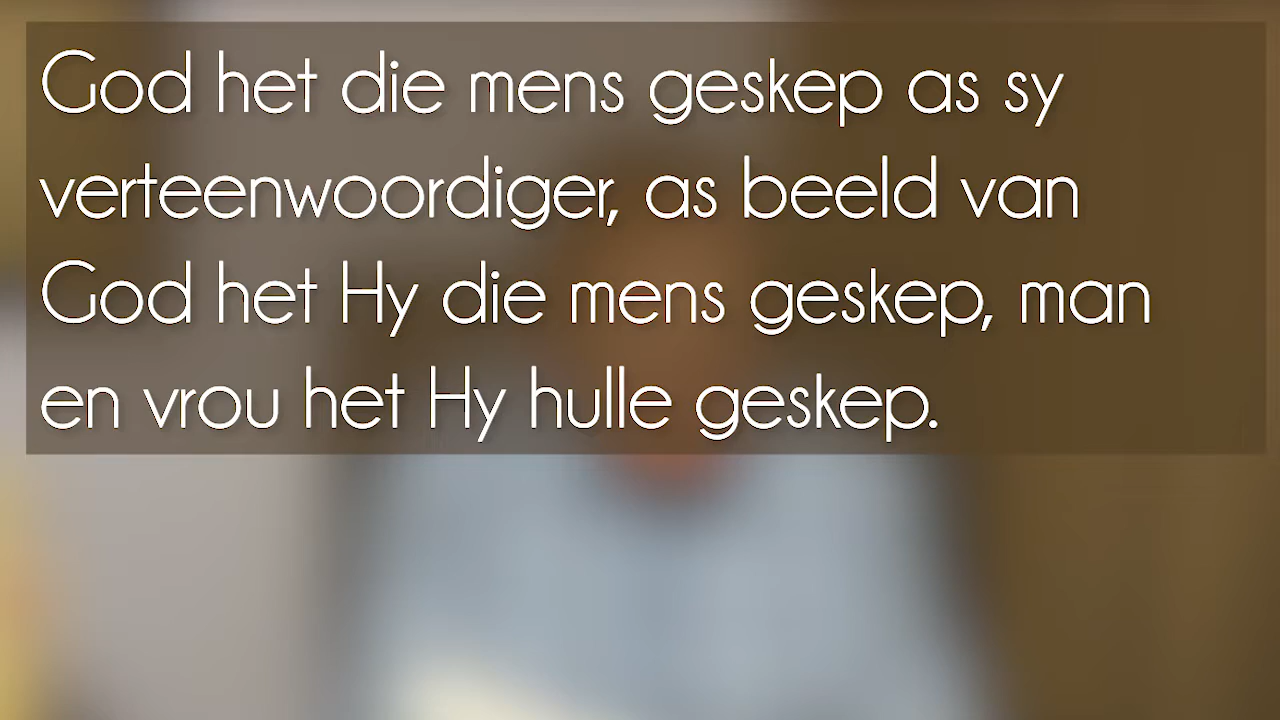 God het die mens geskep as sy
verteenwoordiger, as beeld van
God het Hy die mens geskep, man
en vrou het Hy hulle geskep.